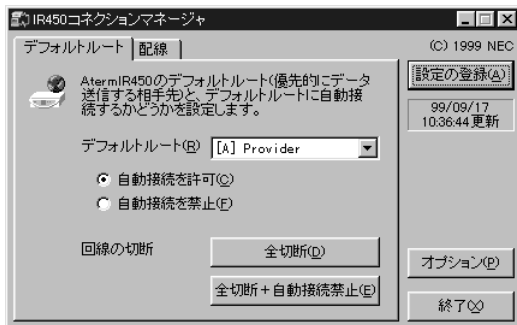 IR450コネクションマネージャ
デフォルトルート
配線
(C) 1999 NEC
AtermIR450のデフォルトルート(優先的にデータ
送信する相手先)と、デフォルトルートに自動接
続するかどうかを設定します。
設定の登録(A)
99/09/17
10:36:44 更新
デフォルトルート(R)
[A] Provider
自動接続を許可(C)
自動接続を禁止(F)
回線の切断
全切断(D)
全切断+自動接続禁止(E)
オプション(P)
終了(X)